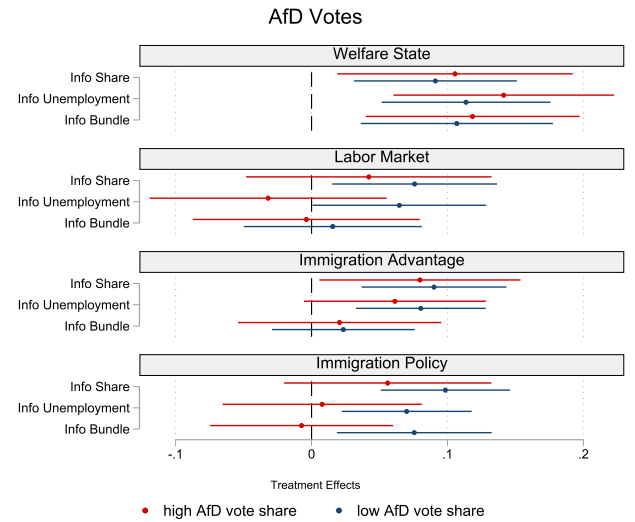 AfD Votes
Welfare State
Info Share
Info Unemployment
Info Bundle
Labor Market
Info Share
Info Unemployment
Info Bundle
Immigration Advantage
Info Share
Info Unemployment
Info Bundle
Immigration Policy
Info Share
Info Unemployment
Info Bundle
-.1 0 .1 .2
Treatment Effects
high AfD vote share low AfD vote share